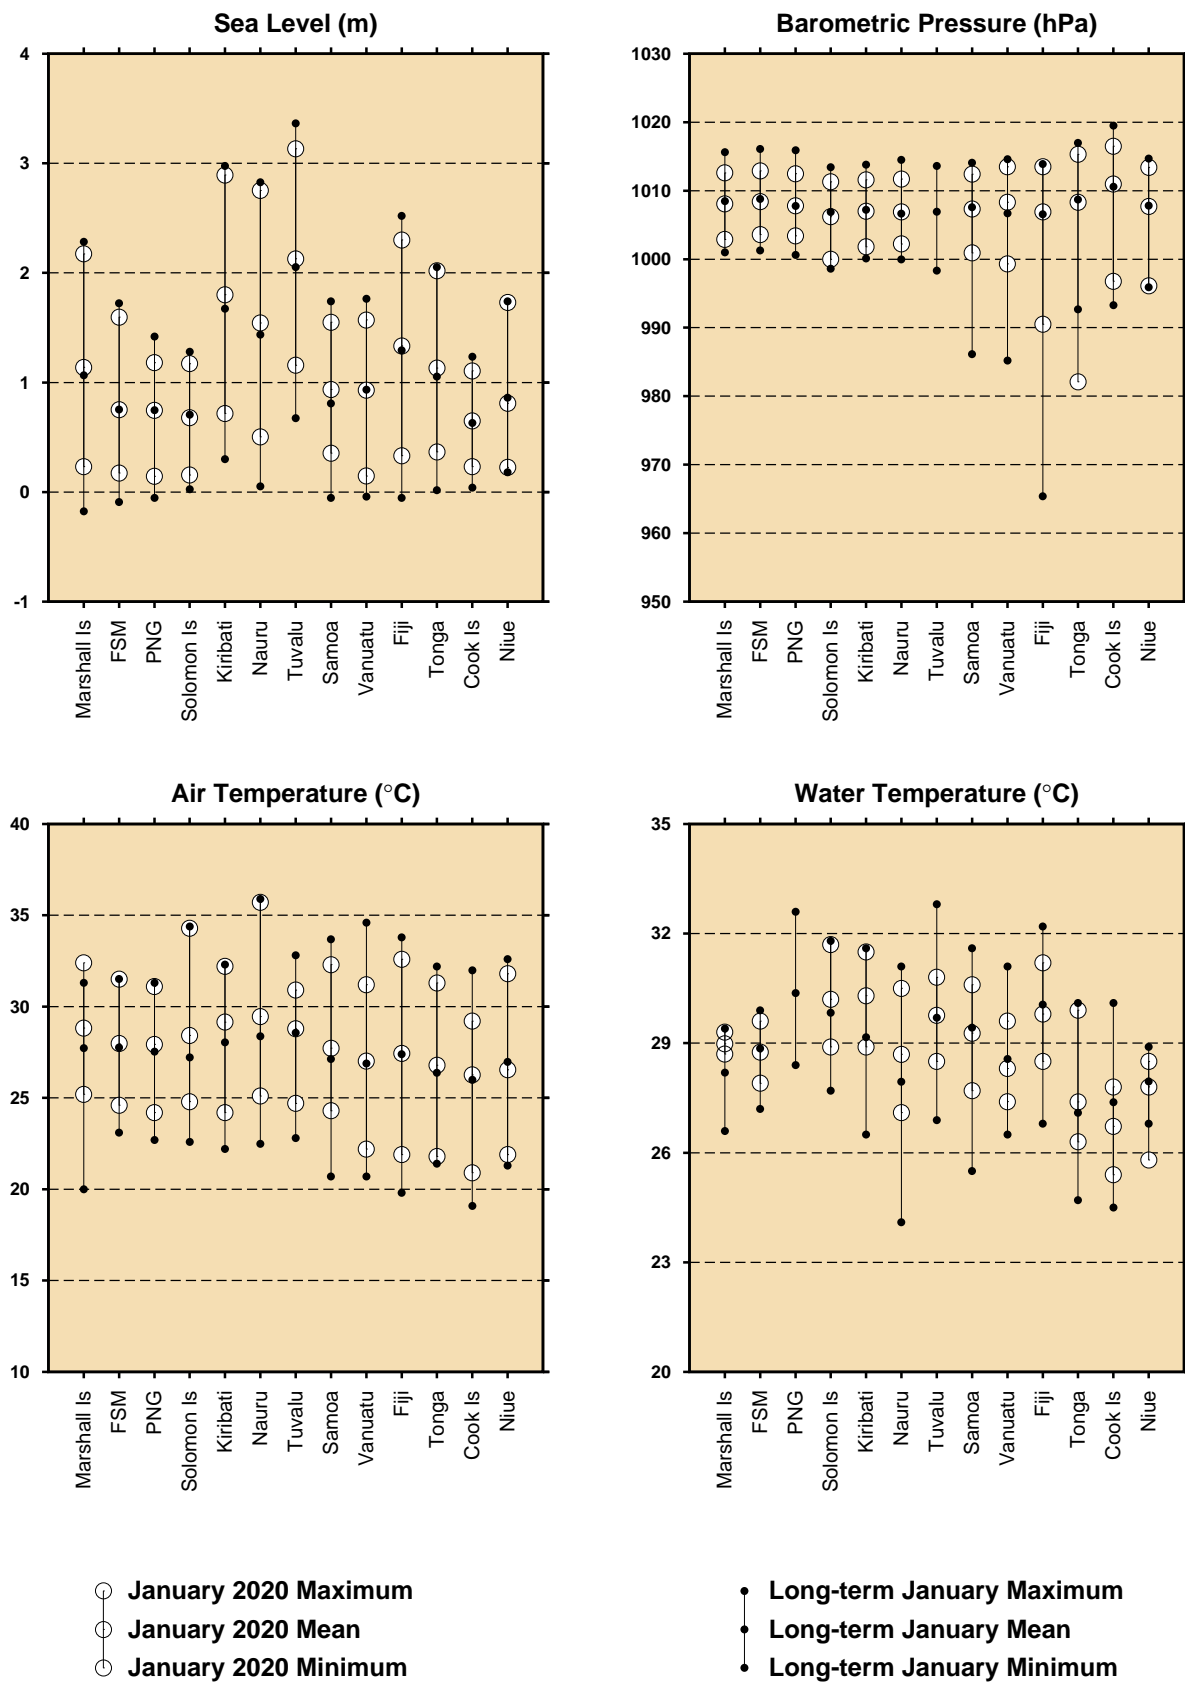 Sea Level (m)
4
3
2
1
0
-1
Marshall Is
FSM
PNG
Solomon Is
Kiribati
Nauru
Tuvalu
Samoa
Vanuatu
Fiji
Tonga
Cook Is
Niue
Barometric Pressure (hPa)
1030
1020
1010
1000
990
980
970
960
950
Marshall Is
FSM
PNG
Solomon Is
Kiribati
Nauru
Tuvalu
Samoa
Vanuatu
Fiji
Tonga
Cook Is
Niue
Air Temperature (°C)
40
35
30
25
20
15
10
Marshall Is
FSM
PNG
Solomon Is
Kiribati
Nauru
Tuvalu
Samoa
Vanuatu
Fiji
Tonga
Cook Is
Niue
Water Temperature (°C)
35
32
29
26
23
20
Marshall Is
FSM
PNG
Solomon Is
Kiribati
Nauru
Tuvalu
Samoa
Vanuatu
Fiji
Tonga
Cook Is
Niue
January 2020 Maximum
January 2020 Mean
January 2020 Minimum
Long-term January Maximum
Long-term January Mean
Long-term January Minimum